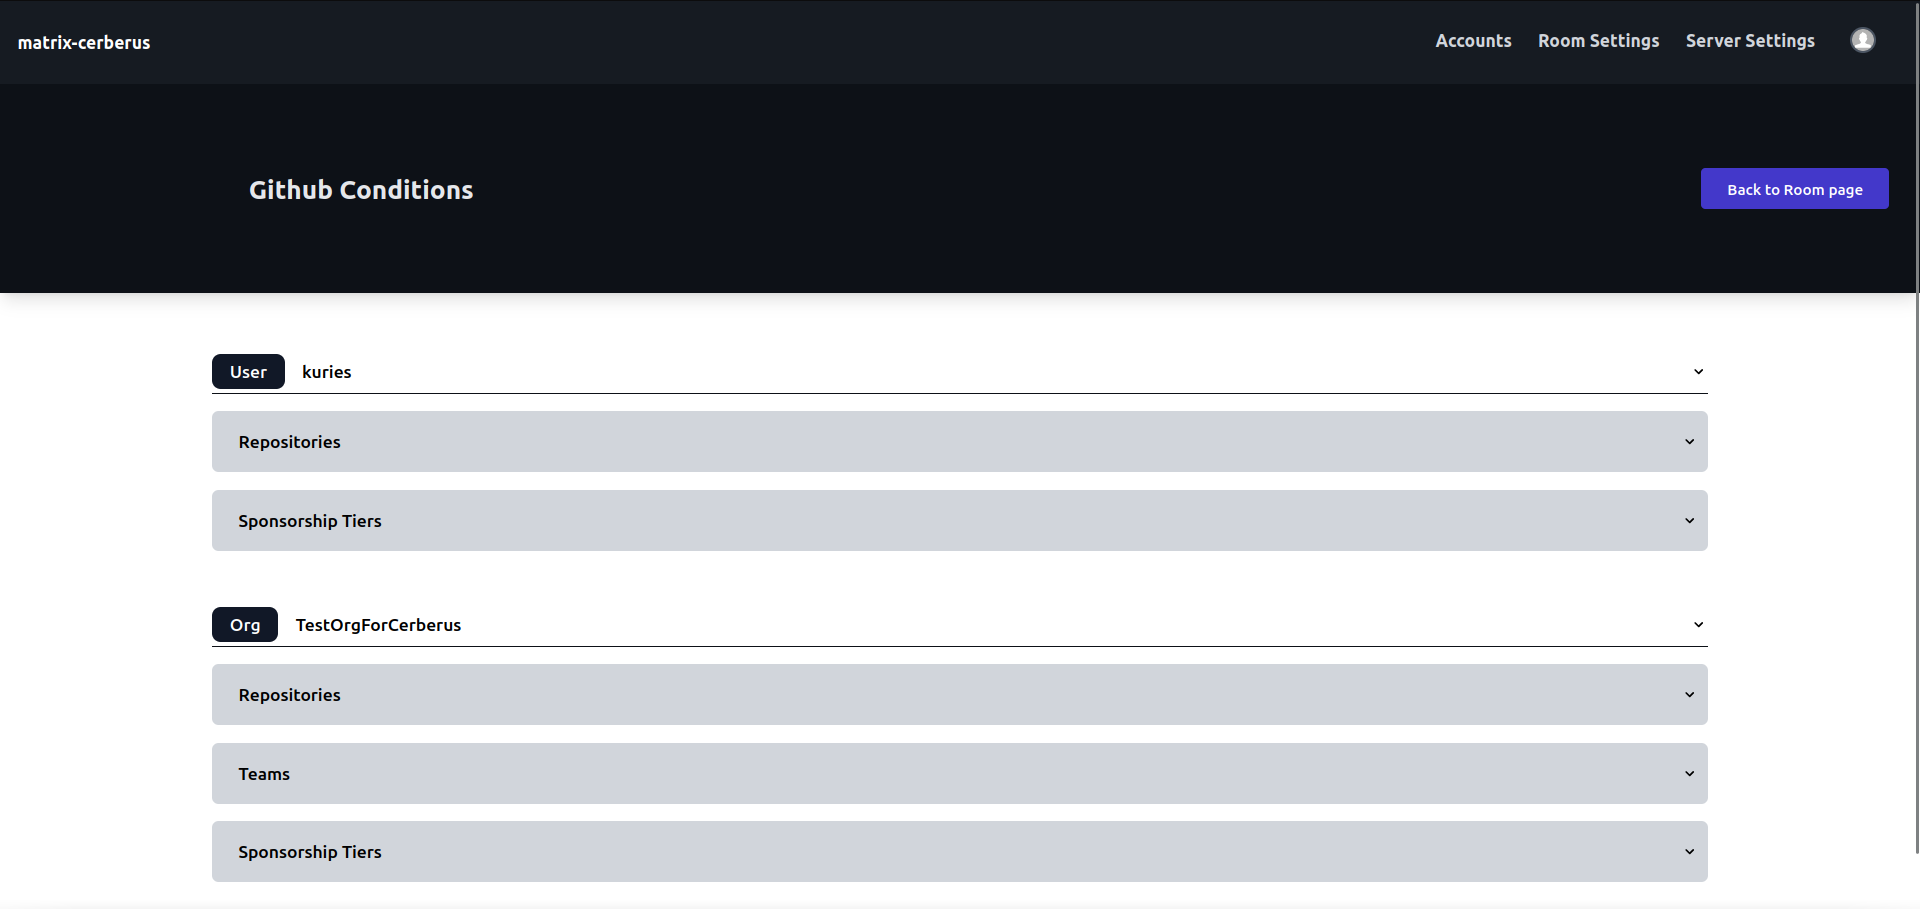 matrix-cerberus
Accounts Room Settings Server Settings
Github Conditions
Back to Room page
User kuries
Repositories
Sponsorship Tiers
Org TestOrgForCerberus
Repositories
Teams
Sponsorship Tiers